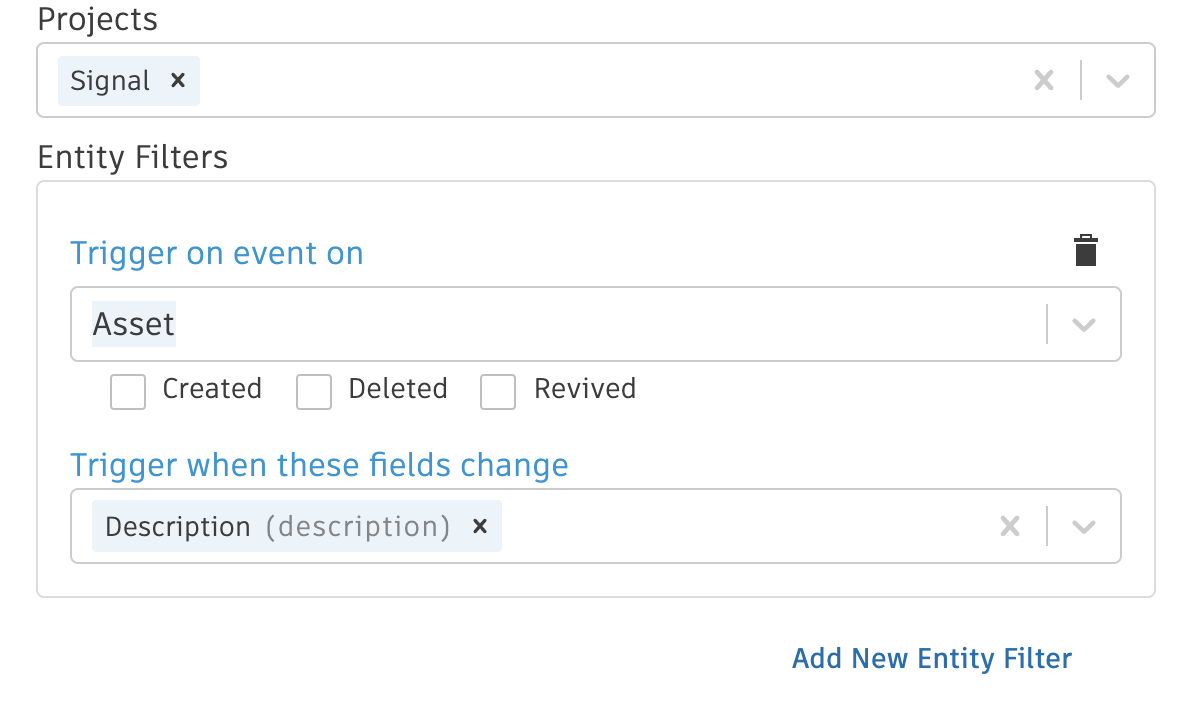 Projects
Signal
Entity Filters
Trigger on event on
Asset
Created Deleted Revived
Trigger when these fields change
Description (description)
Add New Entity Filter